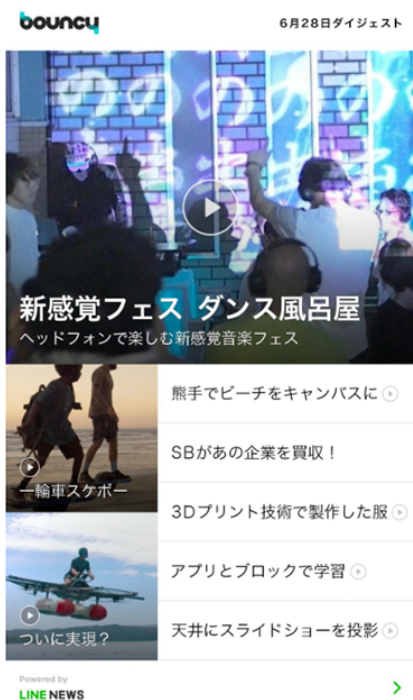 bouncy
6月28日ダイジェスト
新感覚フェス ダンス風呂屋
ヘッドフォンで楽しむ新感覚音楽フェス
一輪車スケボー
ついに実現？
熊手でビーチをキャンバスに
SBがあの企業を買収！
3Dプリント技術で製作した服
アプリとブロックで学習
天井にスライドショーを投影
Powered by
LINE NEWS